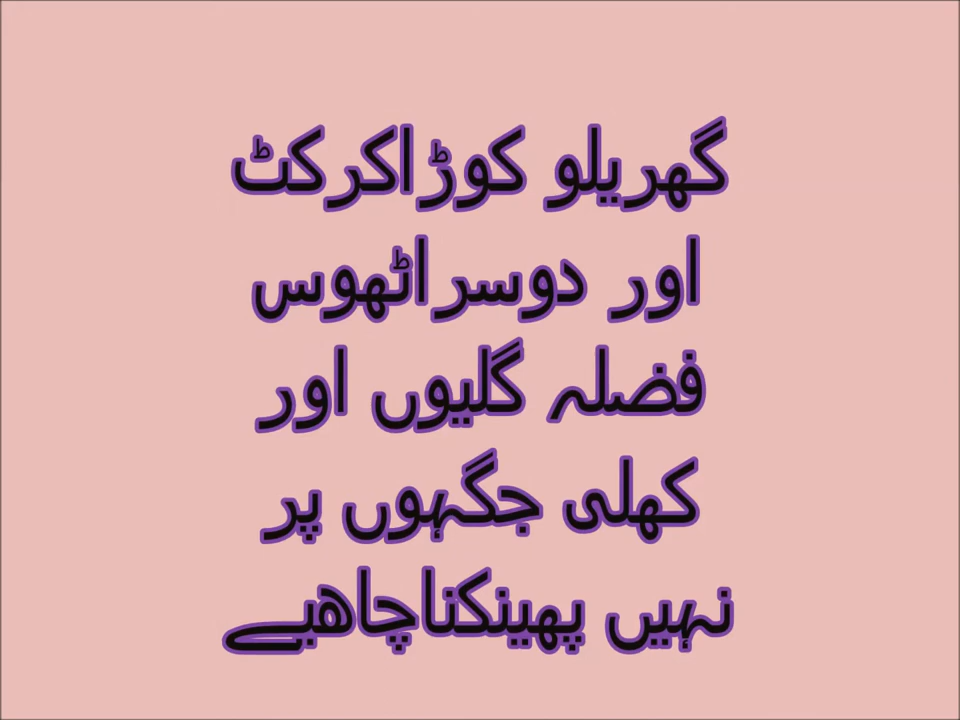 گھریلو کوڑاکرکٹ
اور دوسراٹھوس
فضلہ گلیوں اور
کھلی جگہوں پر
نہیں پھینکناچاھیے